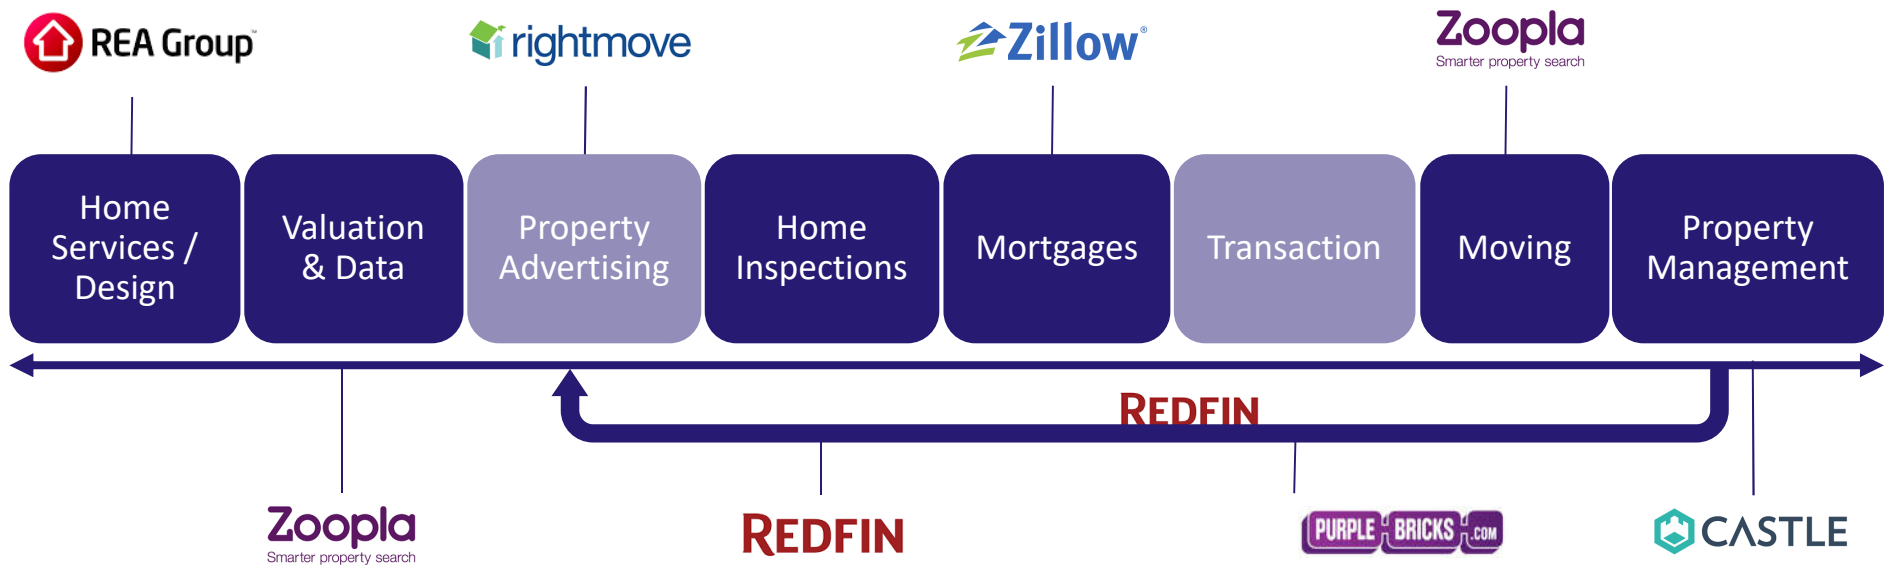 REA Group
rightmove
Zillow
Zoopla
Smarter property search
Home
Services /
Design
Valuation
& Data
Property
Advertising
Home
Inspections
Mortgages
Transaction
Moving
Property
Management
REDFIN
Zoopla
Smarter property search
REDFIN
PURPLE BRICKS .COM
CASTLE